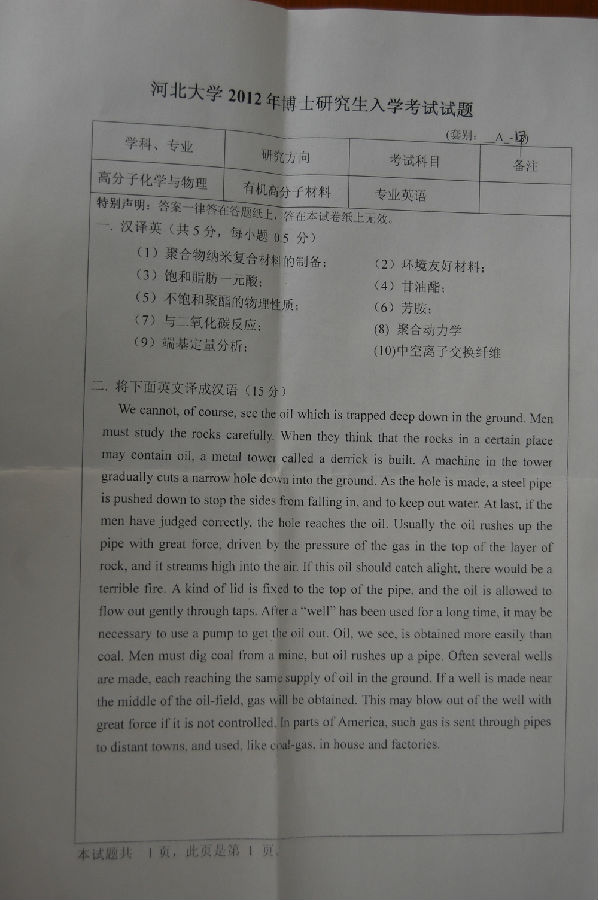 河北大学 2012 年博士研究生入学考试试题
(套别: A -)
学科、专业 研究方向 考试科目 备注
高分子化学与物理 有机高分子材料 专业英语
特别声明：答案一律答在答题纸上，答在本试卷纸上无效。
一. 汉译英（共 5 分，每小题 0.5 分）
（1）聚合物纳米复合材料的制备； （2）环境友好材料；
（3）饱和脂肪一元酸； （4）甘油酯；
（5）不饱和聚酯的物理性质； （6）芳胺；
（7）与二氧化碳反应； (8) 聚合动力学
（9）端基定量分析； (10)中空离子交换纤维
二. 将下面英文译成汉语（15 分）
We cannot, of course, see the oil which is trapped deep down in the ground. Men
must study the rocks carefully. When they think that the rocks in a certain place
may contain oil, a metal tower called a derrick is built. A machine in the tower
gradually cuts a narrow hole down into the ground. As the hole is made, a steel pipe
is pushed down to stop the sides from falling in, and to keep out water. At last, if the
men have judged correctly, the hole reaches the oil. Usually the oil rushes up the
pipe with great force, driven by the pressure of the gas in the top of the layer of
rock, and it streams high into the air. If this oil should catch alight, there would be a
terrible fire. A kind of lid is fixed to the top of the pipe, and the oil is allowed to
flow out gently through taps. After a “well” has been used for a long time, it may be
necessary to use a pump to get the oil out. Oil, we see, is obtained more easily than
coal. Men must dig coal from a mine, but oil rushes up a pipe. Often several wells
are made, each reaching the same supply of oil in the ground. If a well is made near
the middle of the oil-field, gas will be obtained. This may blow out of the well with
great force if it is not controlled. In parts of America, such gas is sent through pipes
to distant towns, and used, like coal-gas, in house and factories.
本试题共 1 页，此页是第 1 页.